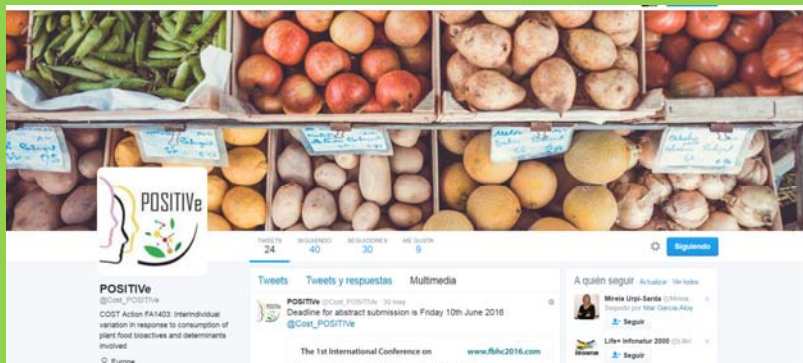 POSITIVe
TWEETS SIGUIENDO SEGUIDORES ME GUSTA
24 40 30 9
Siguiendo
POSITIVe
@Cost_POSITIVe
COST Action FA1403: Interindividual
variation in response to consumption of
plant food bioactives and determinants
involved
Europe
Tweets Tweets y respuestas Multimedia
POSITIVe @Cost_POSITIVe · 30 may.
Deadline for abstract submission is Friday 10th June 2016
@Cost_POSITIVe
The 1st International Conference on www.fbhc2016.com
A quién seguir Actualizar · Ver todos
Mireia Urpi-Sarda @Mireia_
Seguido por Mar Garcia-Aloy
Seguir
Life+ Infonatur 2000
Seguir